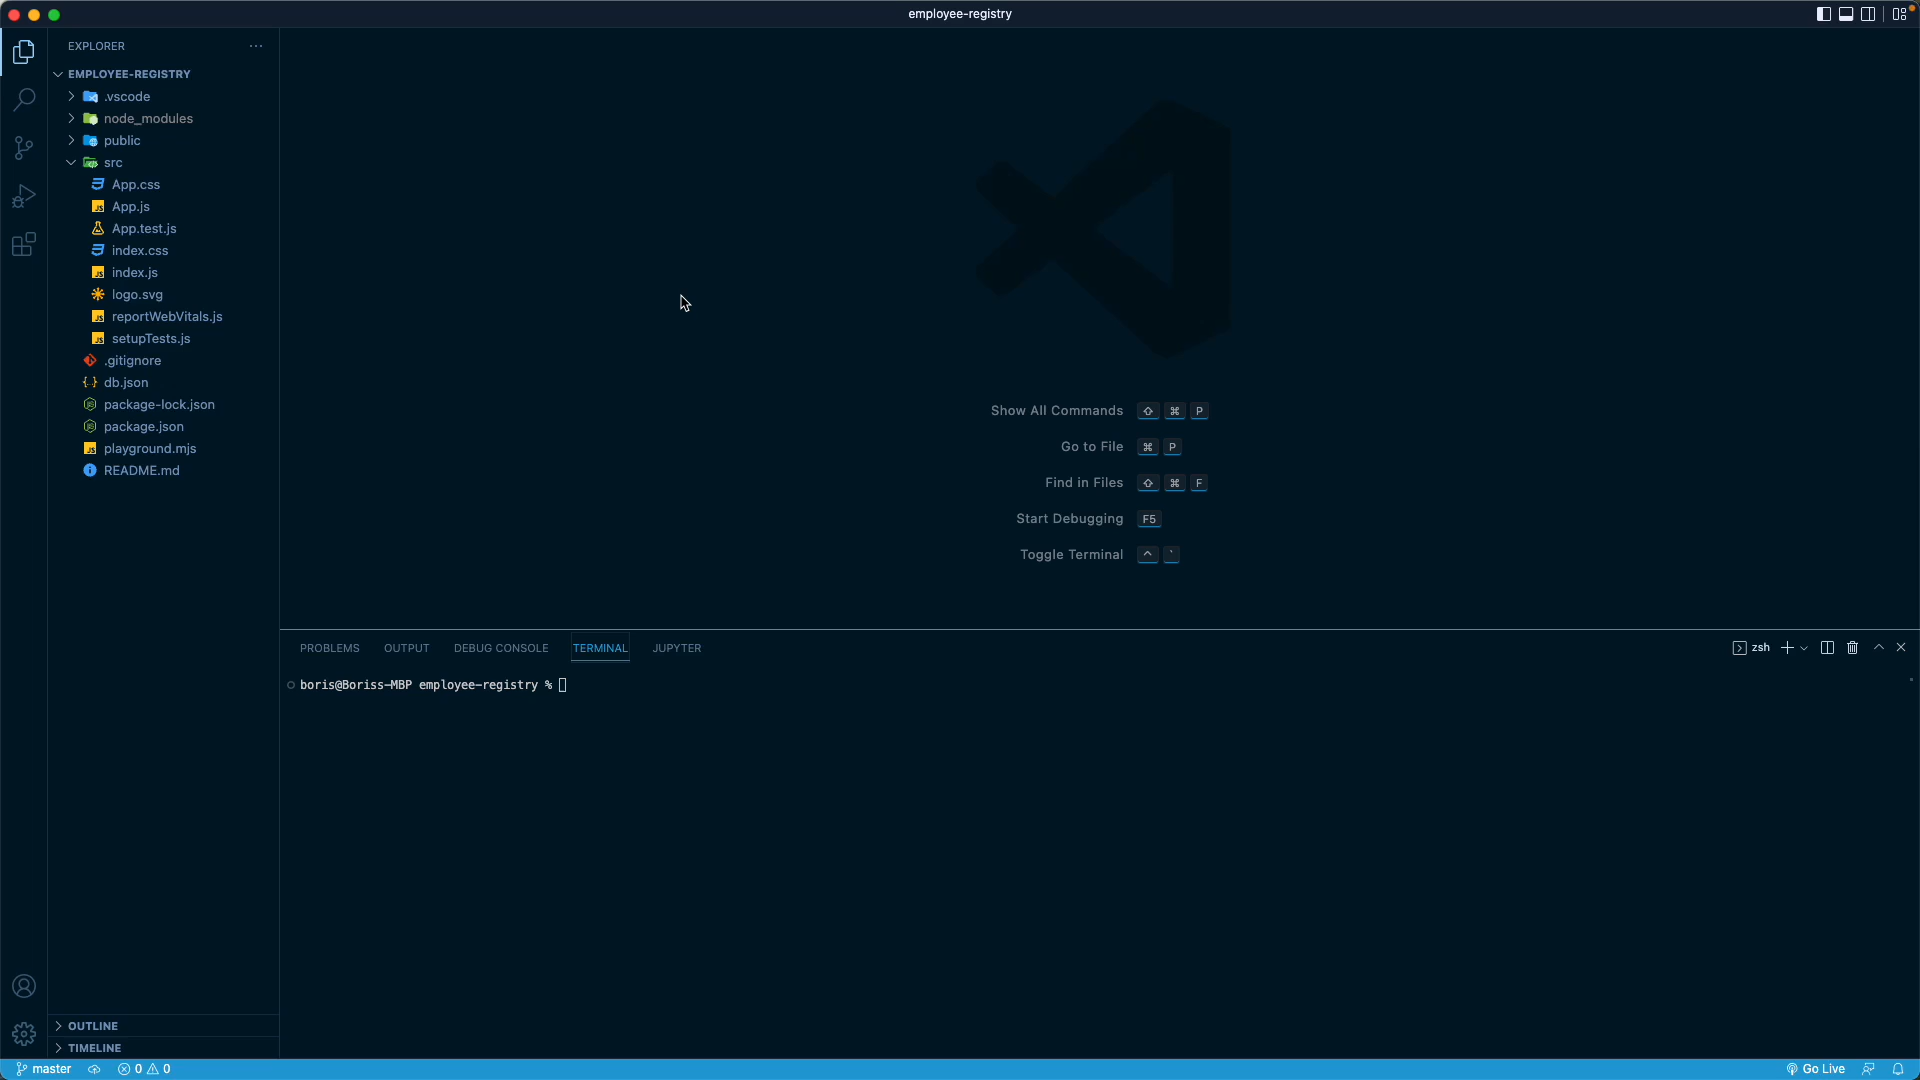 employee-registry
EXPLORER
EMPLOYEE-REGISTRY
.vscode
node_modules
public
src
App.css
App.js
App.test.js
index.css
index.js
logo.svg
reportWebVitals.js
setupTests.js
.gitignore
db.json
package-lock.json
package.json
playground.mjs
README.md
OUTLINE
TIMELINE
Show All Commands ⇧ ⌘ P
Go to File ⌘ P
Find in Files ⇧ ⌘ F
Start Debugging F5
Toggle Terminal ^ `
PROBLEMS OUTPUT DEBUG CONSOLE TERMINAL JUPYTER zsh
boris@Boriss-MBP employee-registry %
master 0 0 Go Live